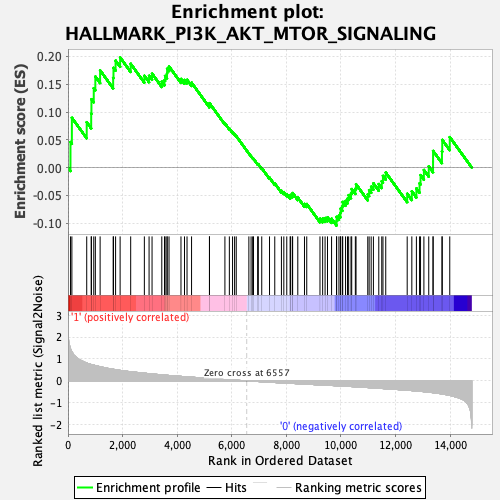 Enrichment plot:
HALLMARK_PI3K_AKT_MTOR_SIGNALING
Enrichment score (ES)
0.20
0.15
0.10
0.05
0.00
-0.05
-0.10
'1' (positively correlated)
Ranked list metric (Signal2Noise)
3
2
1
0
-1
-2
Zero cross at 6557
'0' (negatively correlated)
0
2,000
4,000
6,000
8,000
10,000
12,000
14,000
Rank in Ordered Dataset
Enrichment profile
Hits
Ranking metric scores